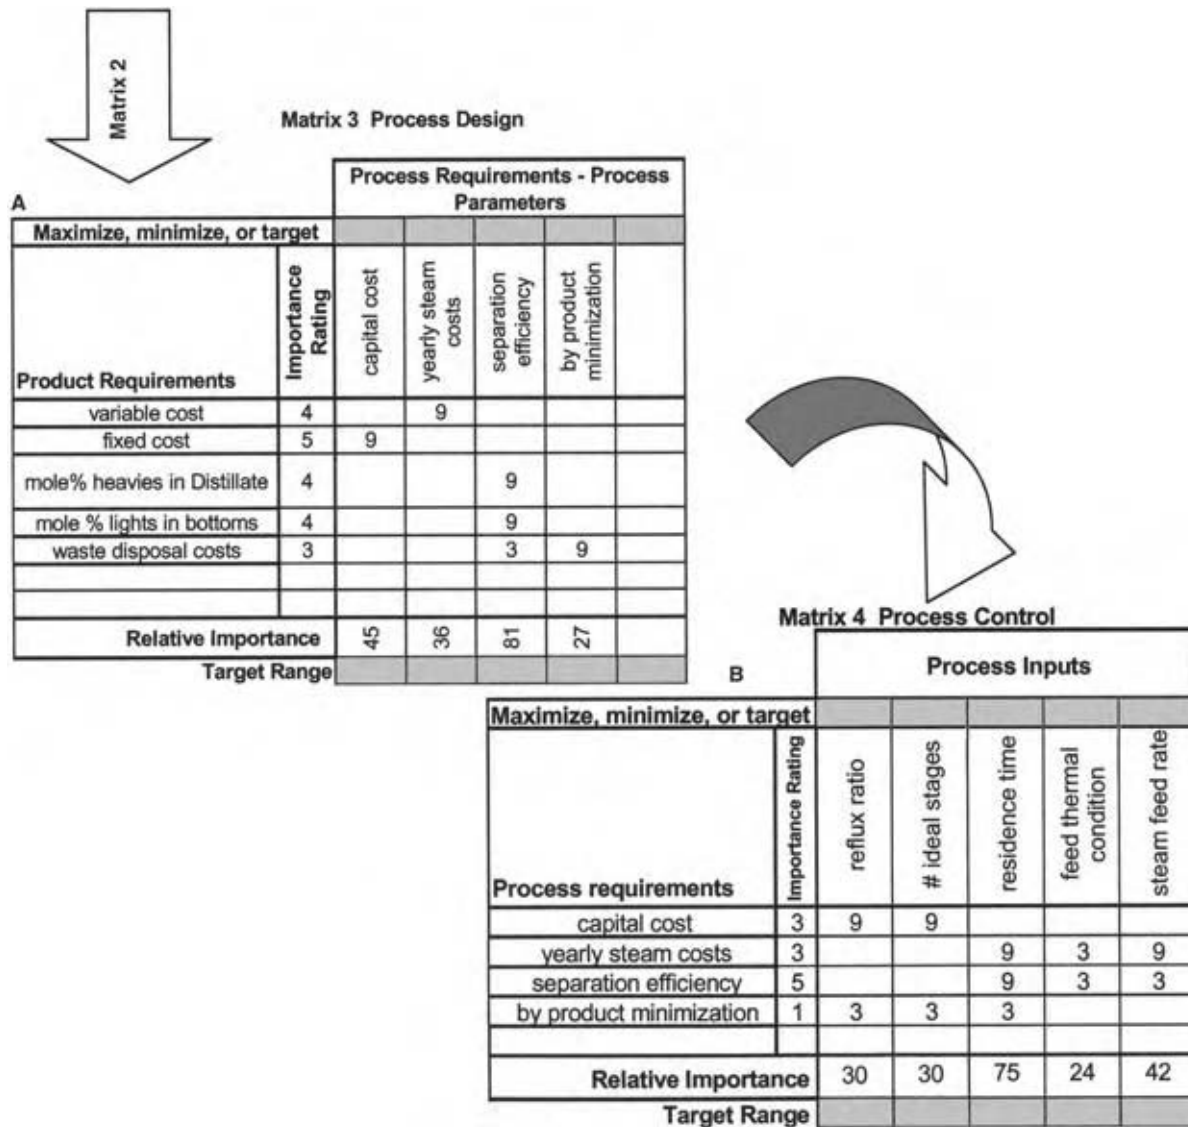 Matrix 2
Matrix 3 Process Design
A
Process Requirements - Process
Parameters
Maximize, minimize, or target
Product Requirements
Importance
Rating
capital cost
yearly steam
costs
separation
efficiency
by product
minimization
variable cost 4 9
fixed cost 5 9
mole% heavies in Distillate 4 9
mole % lights in bottoms 4 9
waste disposal costs 3 3 9
Relative Importance 45 36 81 27
Target Range
Matrix 4 Process Control
B
Process Inputs
Maximize, minimize, or target
Process requirements
Importance Rating
reflux ratio
# ideal stages
residence time
feed thermal
condition
steam feed rate
capital cost 3 9 9
yearly steam costs 3 9 3 9
separation efficiency 5 9 3 3
by product minimization 1 3 3 3
Relative Importance 30 30 75 24 42
Target Range